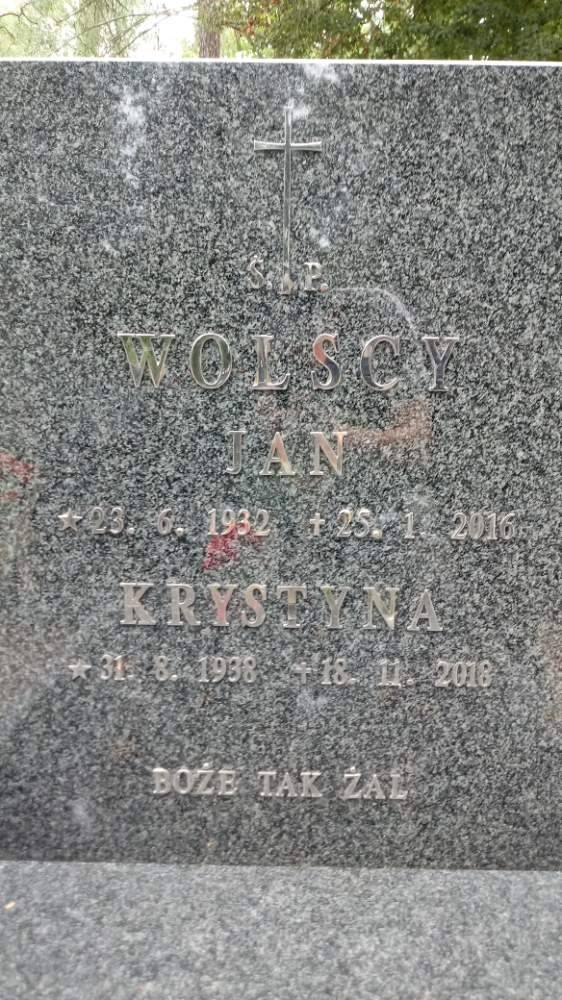 Ś. P.
WOLSCY
JAN
★ 23. 6. 1932 + 25. 1. 2016
KRYSTYNA
★ 31. 8. 1938 + 18. 11. 2018
BOŻE TAK ŻAL